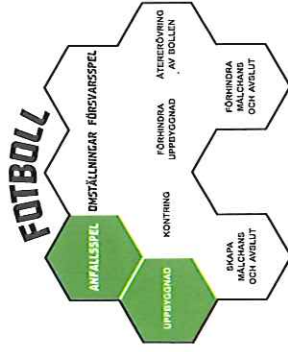 FOTBOLL
ANFALLSSPEL
OMSTÄLLNINGAR
FÖRSVARSSPEL
UPPBYGGNAD
KONTRING
FÖRHINDRA
UPPBYGGNAD
ÅTERERÖVRING
AV BOLLEN
SKAPA
MÅLCHANS
OCH AVSLUT
FÖRHINDRA
MÅLCHANS
OCH AVSLUT